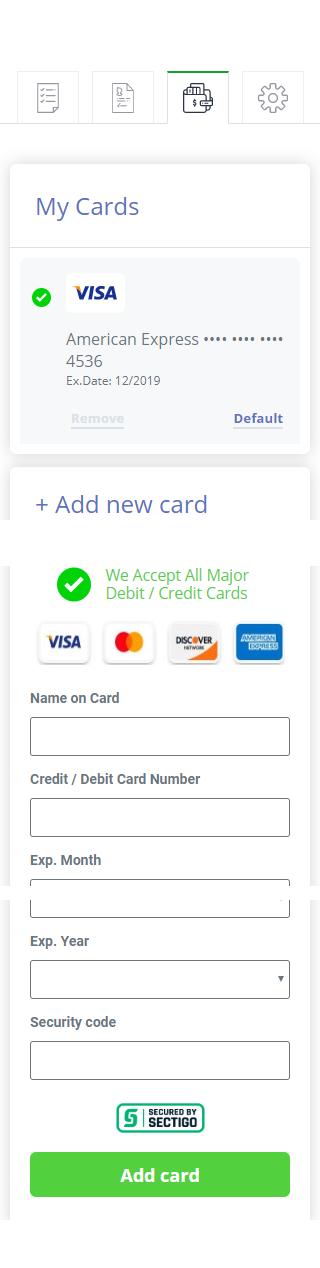 My Cards
VISA
American Express •••• •••• ••••
4536
Ex.Date: 12/2019
Remove
Default
+ Add new card
We Accept All Major
Debit / Credit Cards
VISA
DISCOVER
NETWORK
AMERICAN
EXPRESS
Name on Card
Credit / Debit Card Number
Exp. Month
Exp. Year
Security code
SECURED BY
SECTIGO
Add card